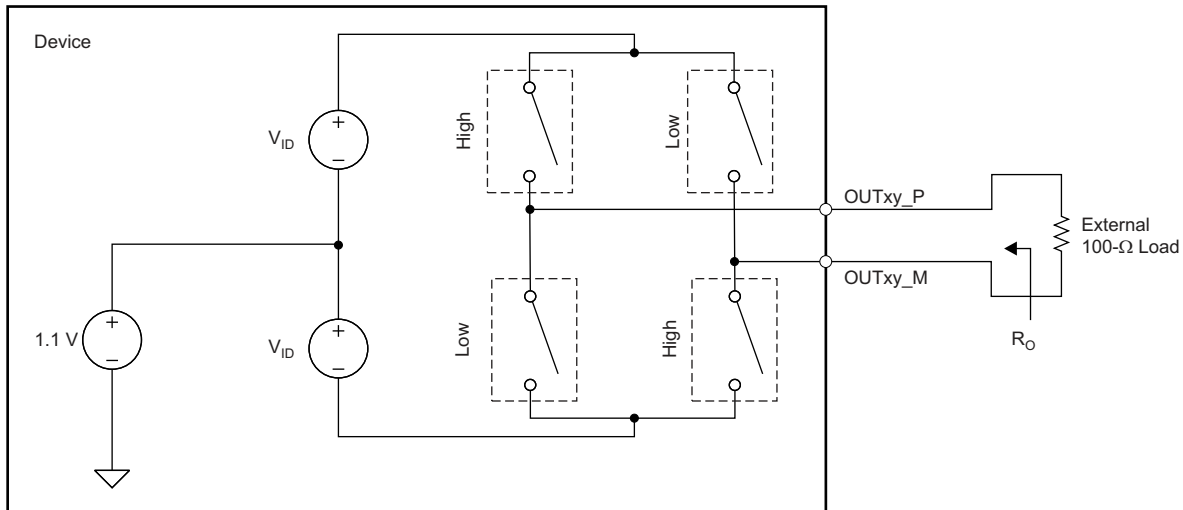 Device
High
Low
V_ID
+
−
OUTxy_P
External
100-Ω Load
OUTxy_M
1.1 V
+
−
V_ID
+
−
Low
High
R_O